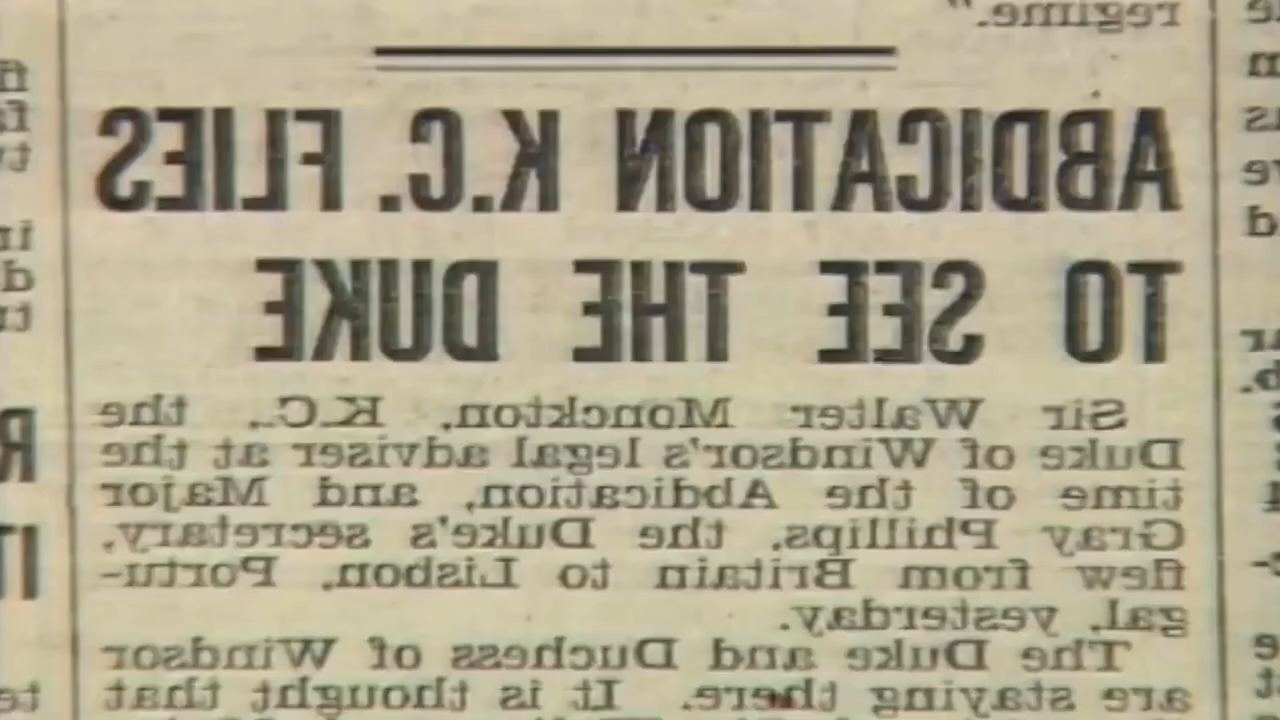 regime."
ABDICATION K.C. FLIES
TO SEE THE DUKE
Sir Walter Monckton, K.C., the
Duke of Windsor's legal adviser at the
time of the Abdication, and Major
Gray Phillips, the Duke's secretary,
flew from Britain to Lisbon, Portu-
gal, yesterday.
The Duke and Duchess of Windsor
are staying there. It is thought that